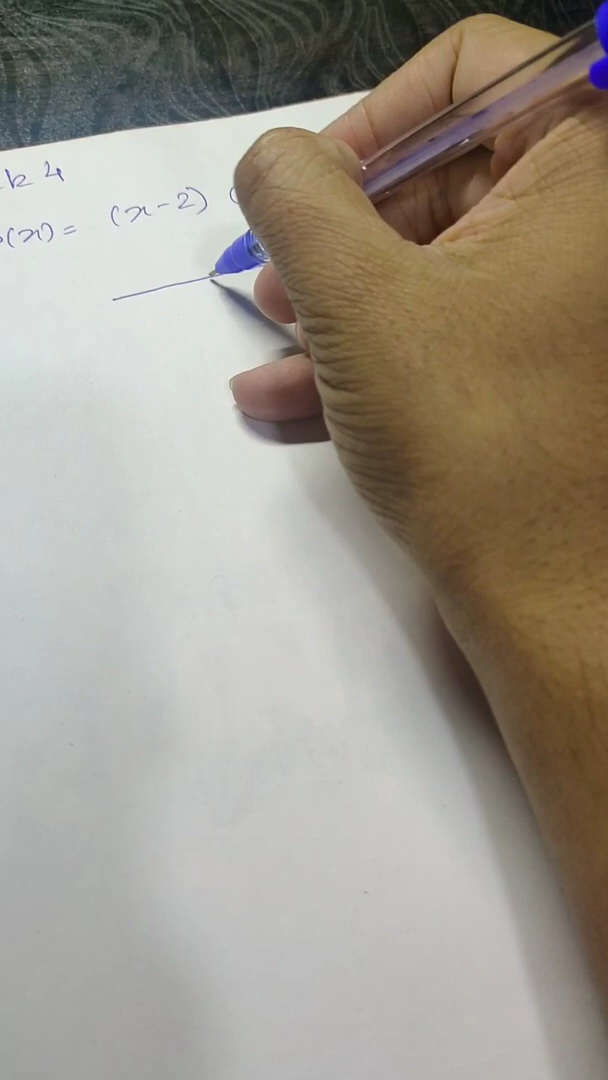 k 4
(x) = (x-2) (